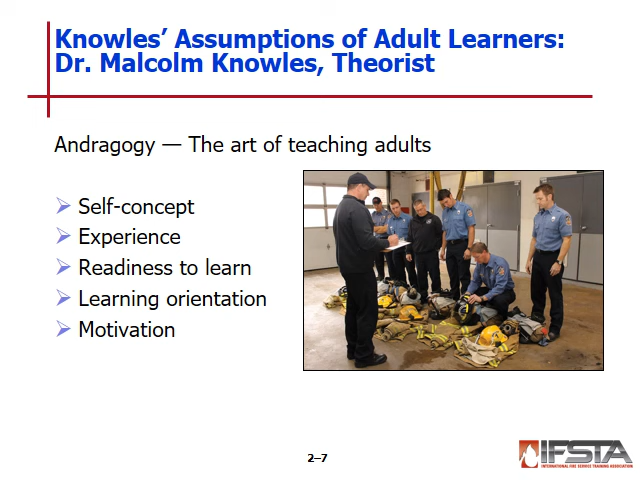 Knowles’ Assumptions of Adult Learners:
Dr. Malcolm Knowles, Theorist
Andragogy — The art of teaching adults
Self-concept
Experience
Readiness to learn
Learning orientation
Motivation
2–7
IFSTA
INTERNATIONAL FIRE SERVICE TRAINING ASSOCIATION